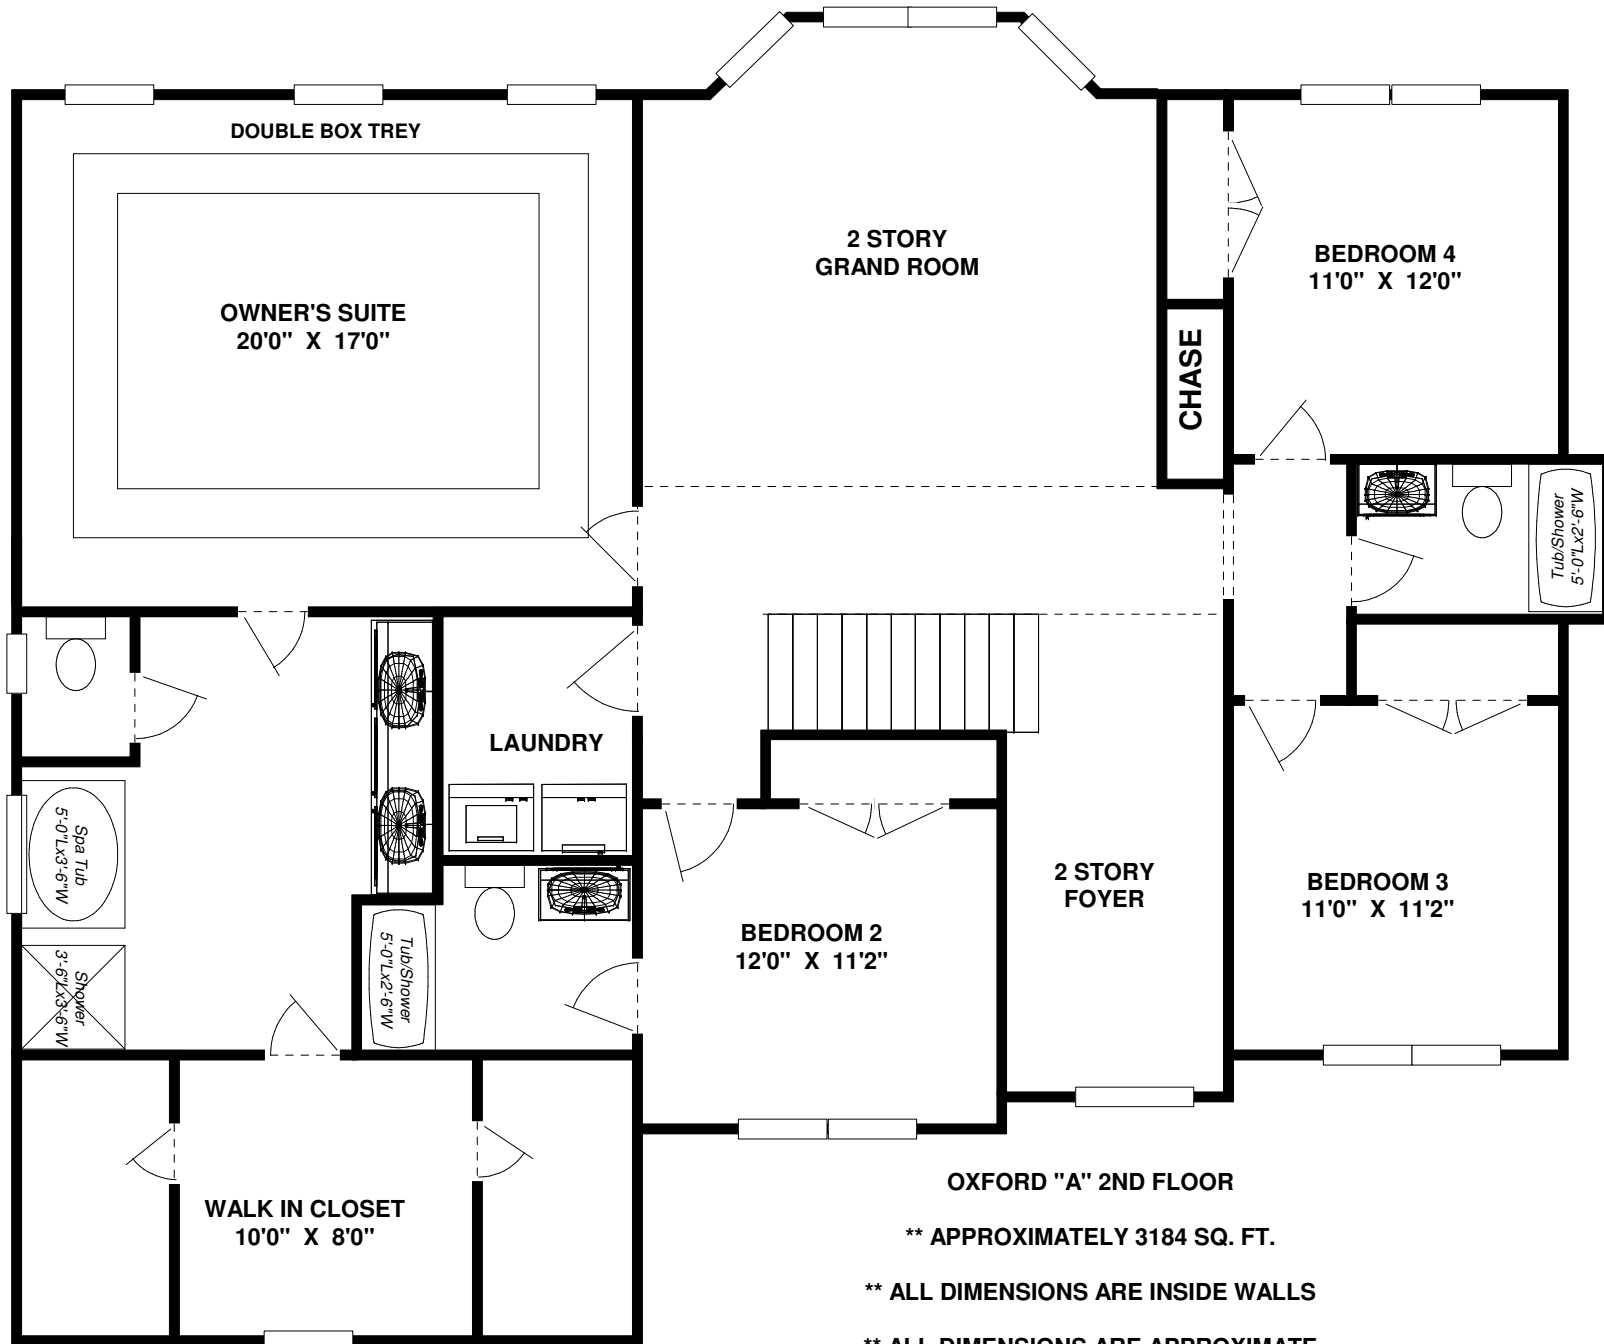 DOUBLE BOX TREY
2 STORY
GRAND ROOM
BEDROOM 4
11'0" X 12'0"
OWNER'S SUITE
20'0" X 17'0"
CHASE
Tub/Shower
5'-0"Lx2'-6"W
LAUNDRY
Spa Tub
5'-0"Lx3'-6"W
2 STORY
FOYER
BEDROOM 3
11'0" X 11'2"
BEDROOM 2
12'0" X 11'2"
Tub/Shower
5'-0"Lx2'-6"W
Shower
3'-6"Lx3'-6"W
WALK IN CLOSET
10'0" X 8'0"
OXFORD "A" 2ND FLOOR
** APPROXIMATELY 3184 SQ. FT.
** ALL DIMENSIONS ARE INSIDE WALLS
** ALL DIMENSIONS ARE APPROXIMATE